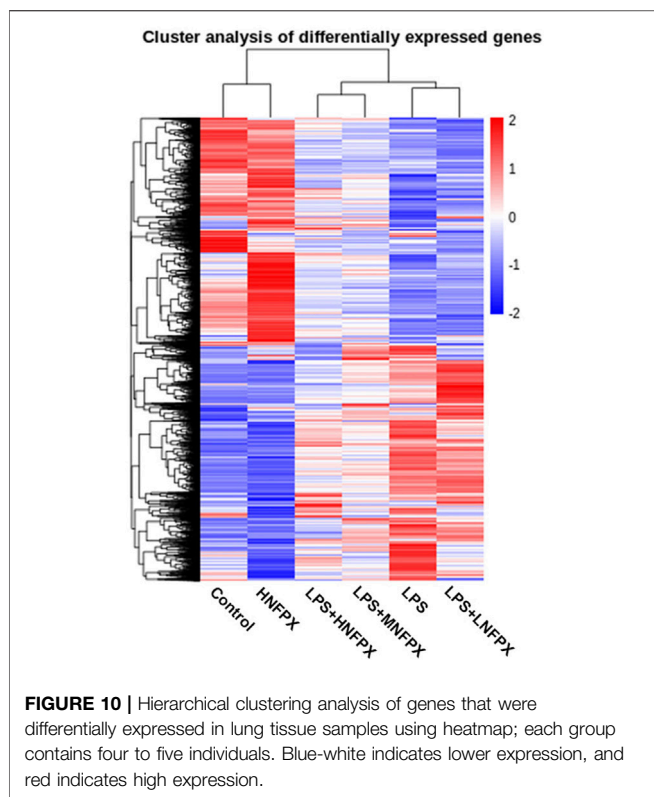 Cluster analysis of differentially expressed genes
2
1
0
-1
-2
Control
HNFPX
LPS+HNFPX
LPS+MNFPX
LPS
LPS+LNFPX
FIGURE 10 | Hierarchical clustering analysis of genes that were
differentially expressed in lung tissue samples using heatmap; each group
contains four to five individuals. Blue-white indicates lower expression, and
red indicates high expression.